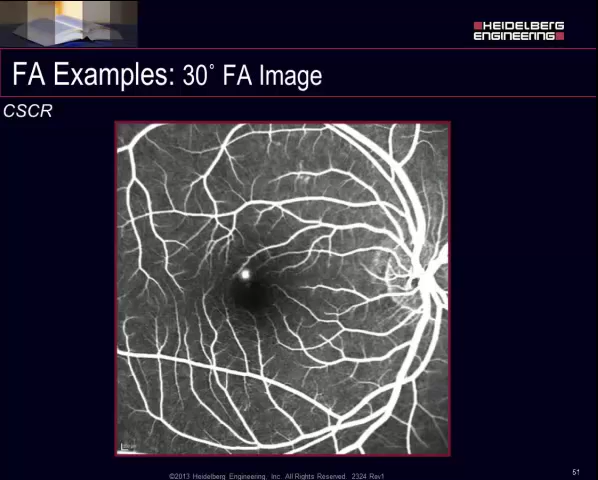 HEIDELBERG
ENGINEERING
FA Examples: 30° FA Image
CSCR
©2013 Heidelberg Engineering, Inc. All Rights Reserved. 2324 Rev1
51